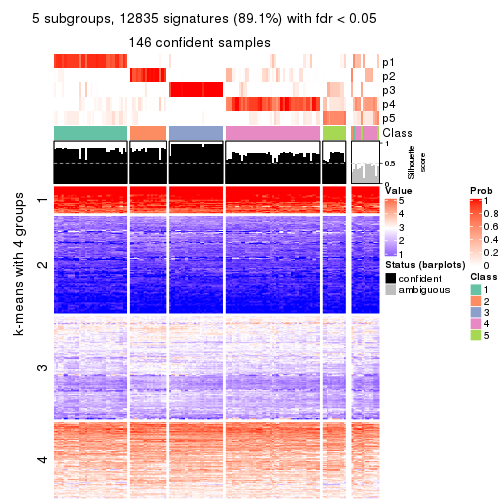 5 subgroups, 12835 signatures (89.1%) with fdr < 0.05
146 confident samples
p1
p2
p3
p4
p5
Class
1
0.5
0
Silhouette
score
k-means with 4 groups
1
2
3
4
Value
5
4
3
2
1
Status (barplots)
confident
ambiguous
Prob
1
0.8
0.6
0.4
0.2
0
Class
1
2
3
4
5